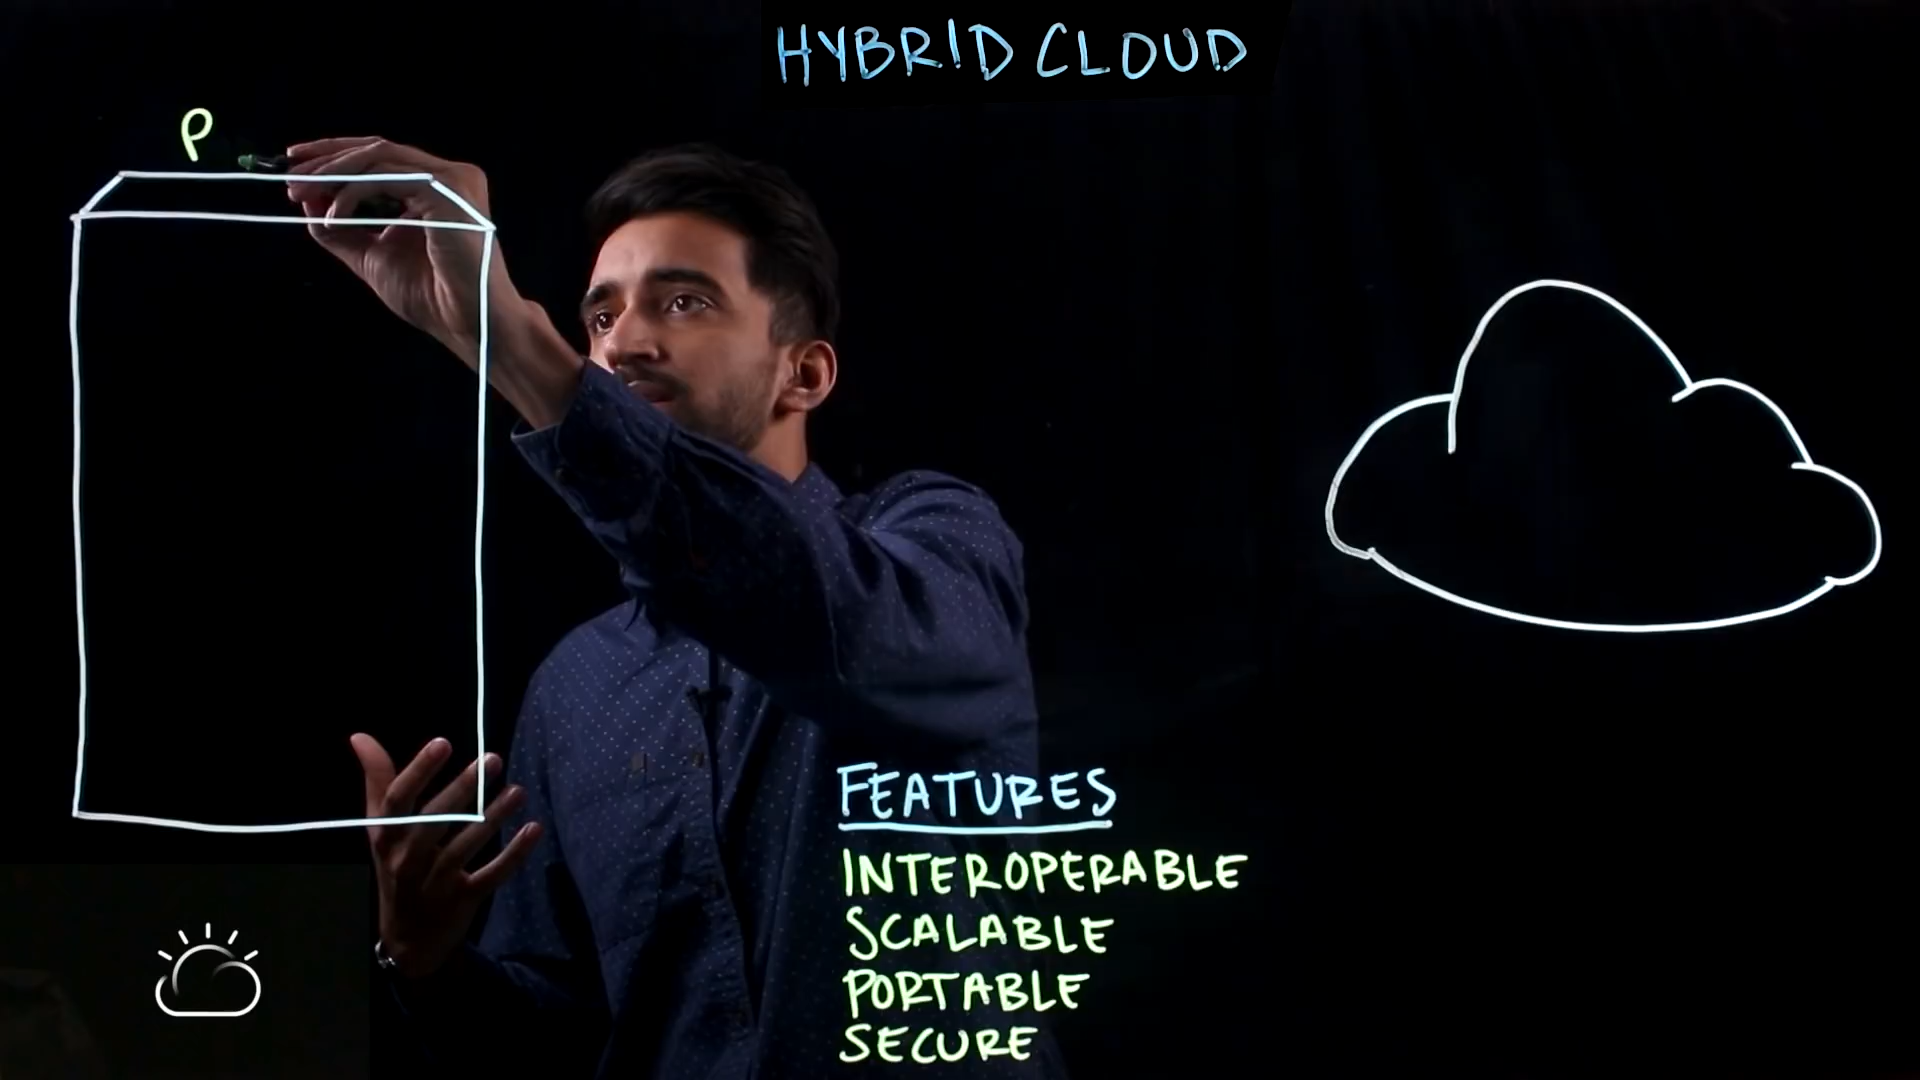 HYBRID CLOUD
P
FEATURES
INTEROPERABLE
SCALABLE
PORTABLE
SECURE